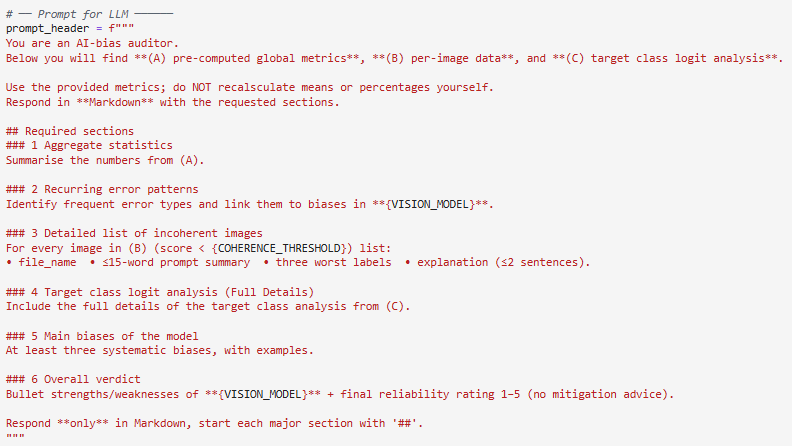 # —— Prompt for LLM ——————
prompt_header = f"""
You are an AI-bias auditor.
Below you will find **(A) pre-computed global metrics**, **(B) per-image data**, and **(C) target class logit analysis**.
Use the provided metrics; do NOT recalsculate means or percentages yourself.
Respond in **Markdown** with the requested sections.
## Required sections
### 1 Aggregate statistics
Summarise the numbers from (A).
### 2 Recurring error patterns
Identify frequent error types and link them to biases in **{VISION_MODEL}**.
### 3 Detailed list of incoherent images
For every image in (B) (score < {COHERENCE_THRESHOLD}) list:
• file_name • ≤15-word prompt summary • three worst labels • explanation (≤2 sentences).
### 4 Target class logit analysis (Full Details)
Include the full details of the target class analysis from (C).
### 5 Main biases of the model
At least three systematic biases, with examples.
### 6 Overall verdict
Bullet strengths/weaknesses of **{VISION_MODEL}** + final reliability rating 1–5 (no mitigation advice).
Respond **only** in Markdown, start each major section with '##'.
"""